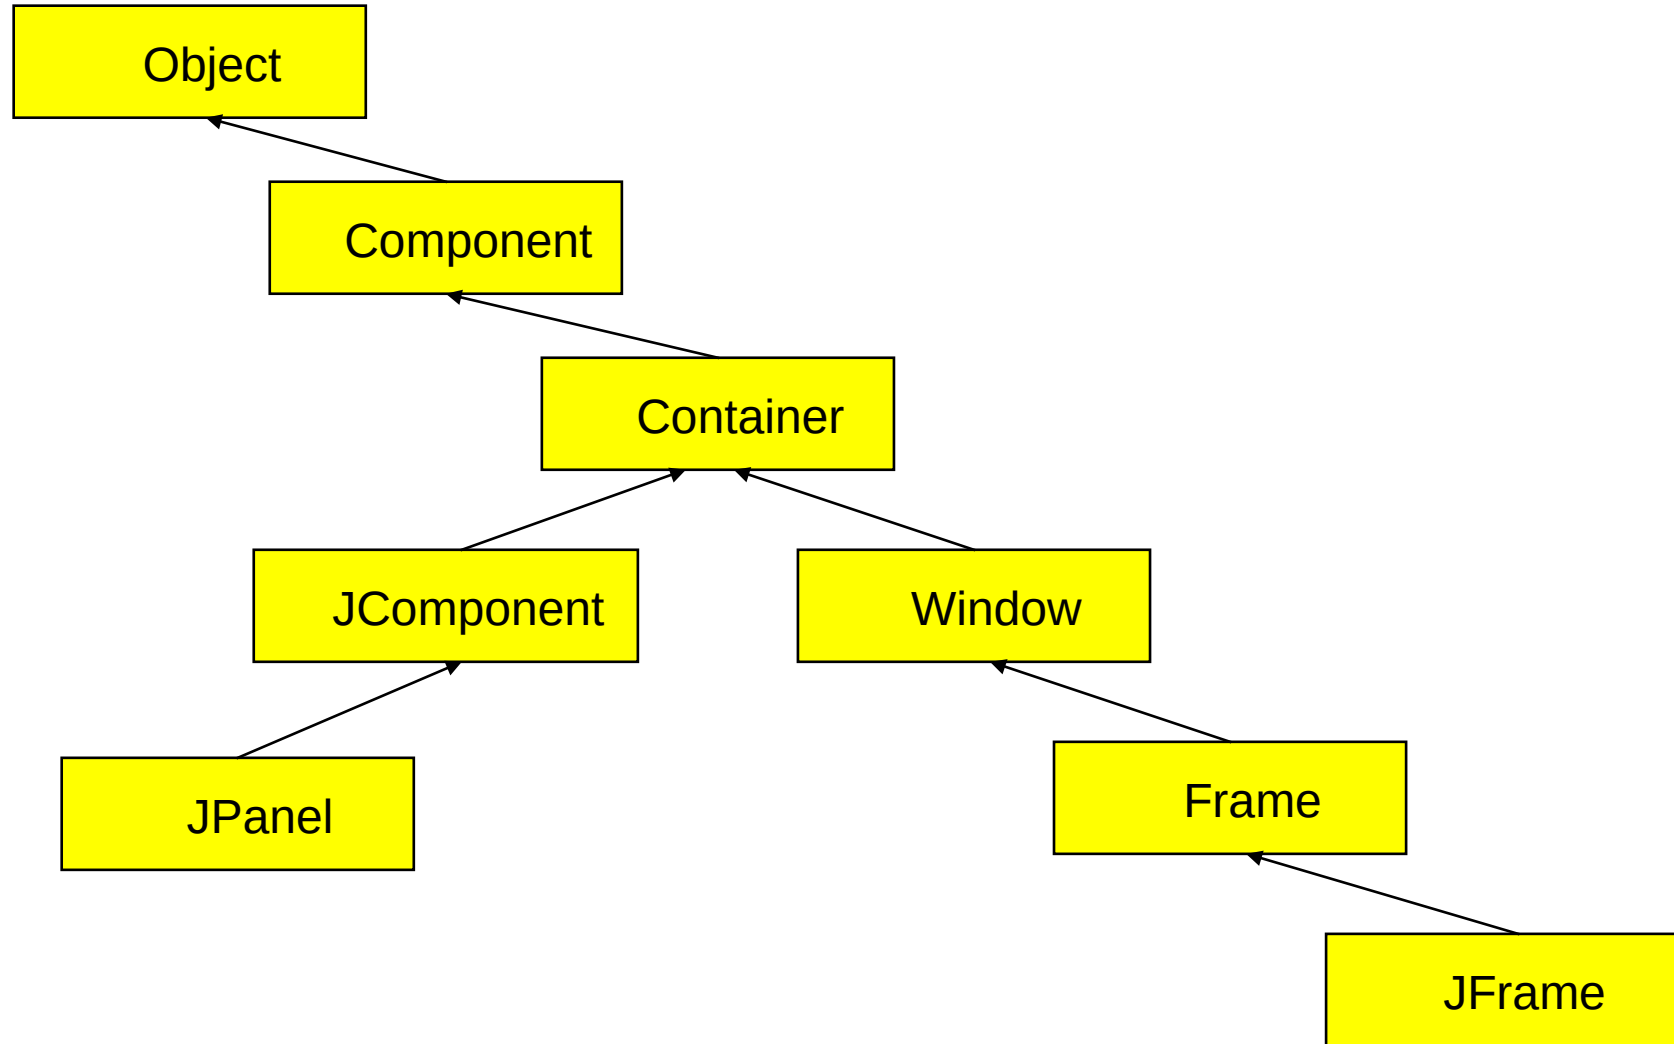 Object
Component
Container
JComponent
Window
JPanel
Frame
JFrame